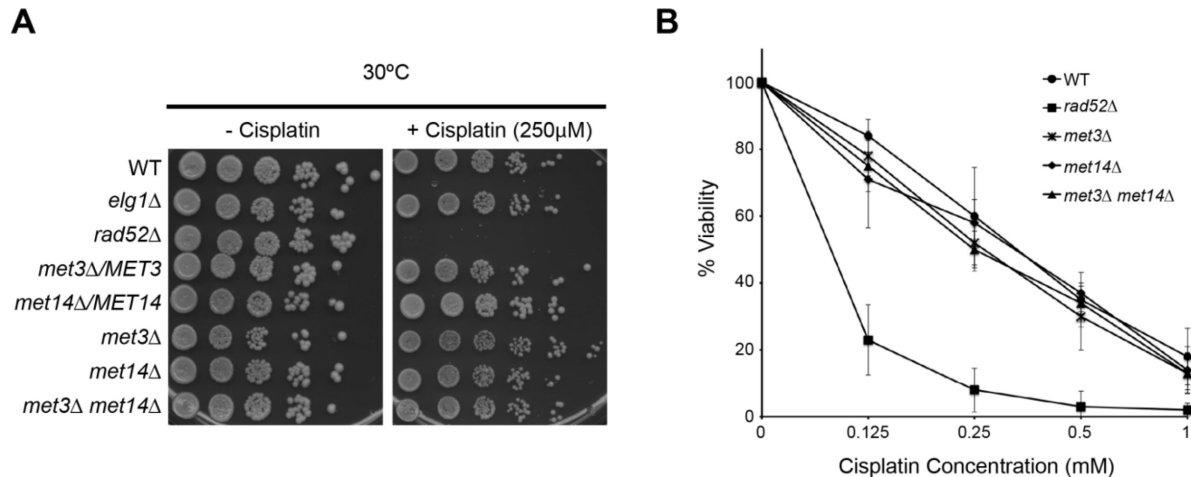 A
30ºC
- Cisplatin
+ Cisplatin (250µM)
WT
elg1Δ
rad52Δ
met3Δ/MET3
met14Δ/MET14
met3Δ
met14Δ
met3Δ met14Δ
B
% Viability
100
80
60
40
20
0
0
0.125
0.25
0.5
1
Cisplatin Concentration (mM)
WT
rad52Δ
met3Δ
met14Δ
met3Δ met14Δ